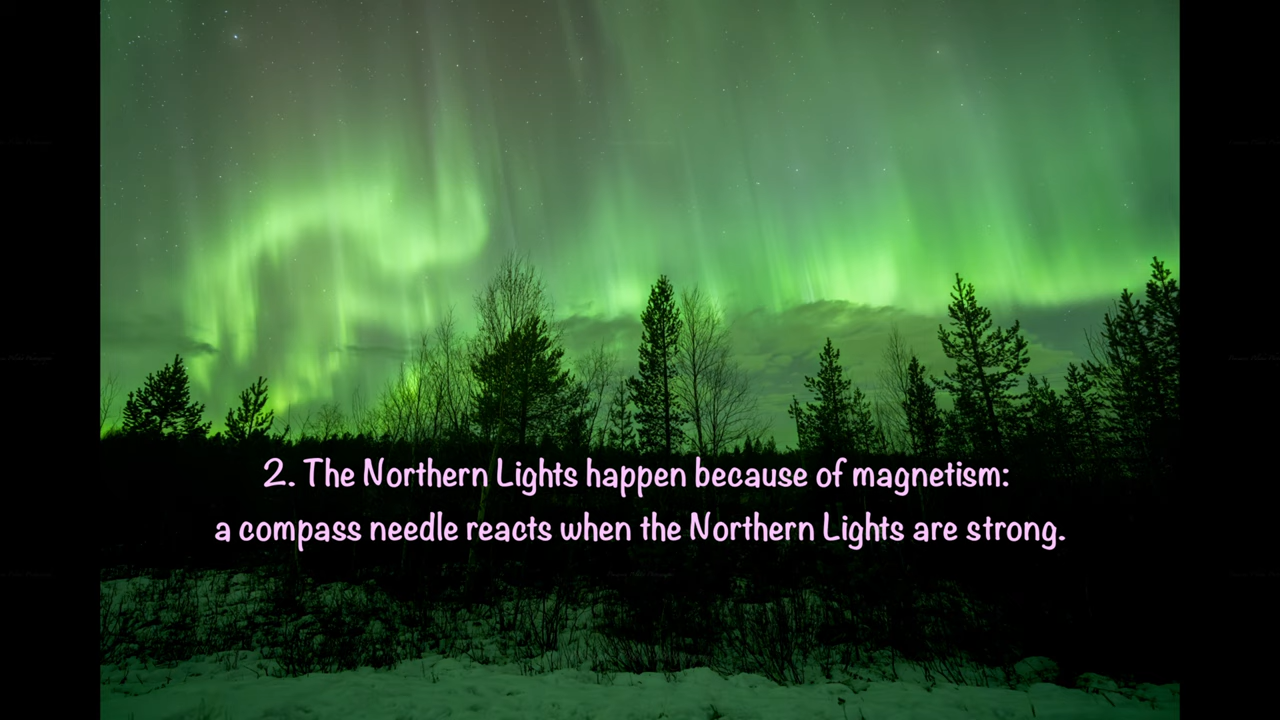 2. The Northern Lights happen because of magnetism:
a compass needle reacts when the Northern Lights are strong.